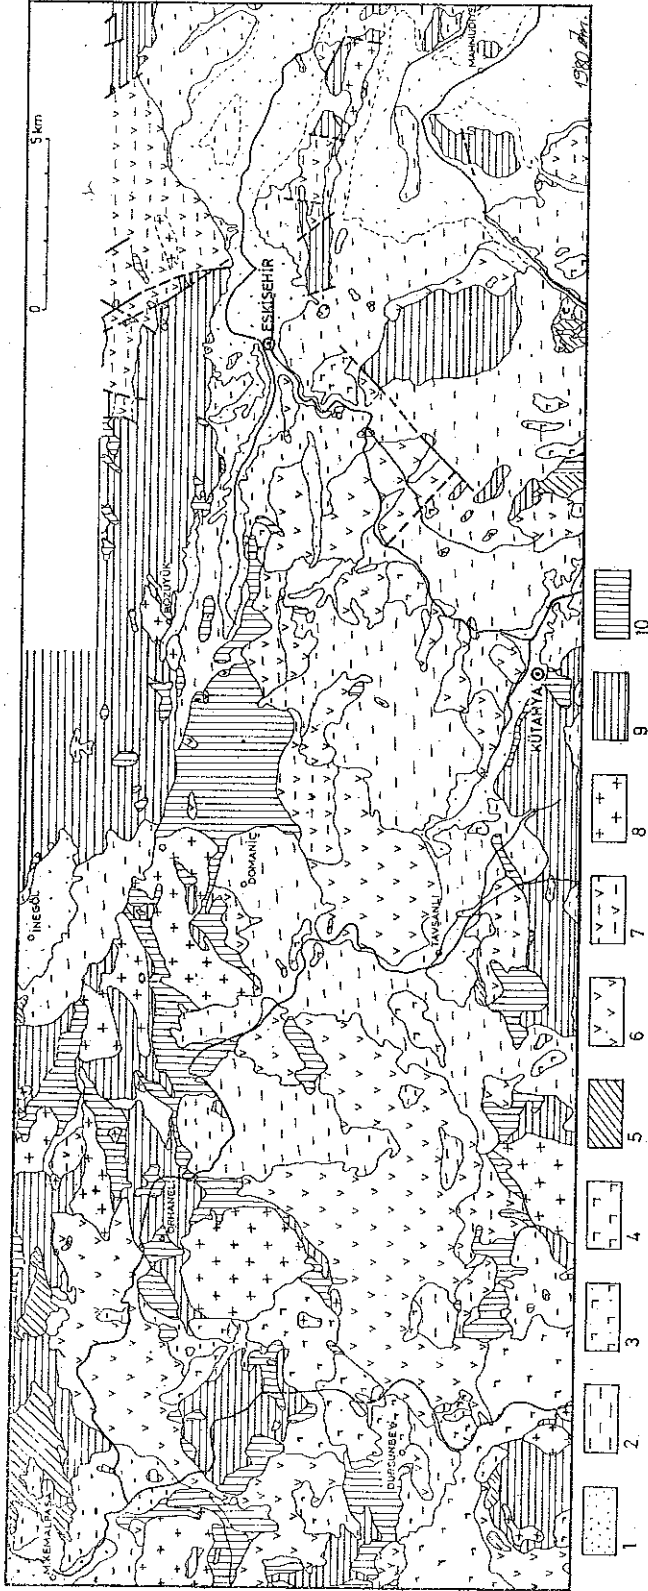 0
5 km
MAHMUDİYE
ESKİŞEHİR
BOZÜYÜK
İNEGÖL
DOMANİÇ
KÜTAHYA
TAVŞANLI
ORHANELİ
DURSUNBEY
M.KEMALPAŞA
1
2
3
4
5
6
7
8
9
10